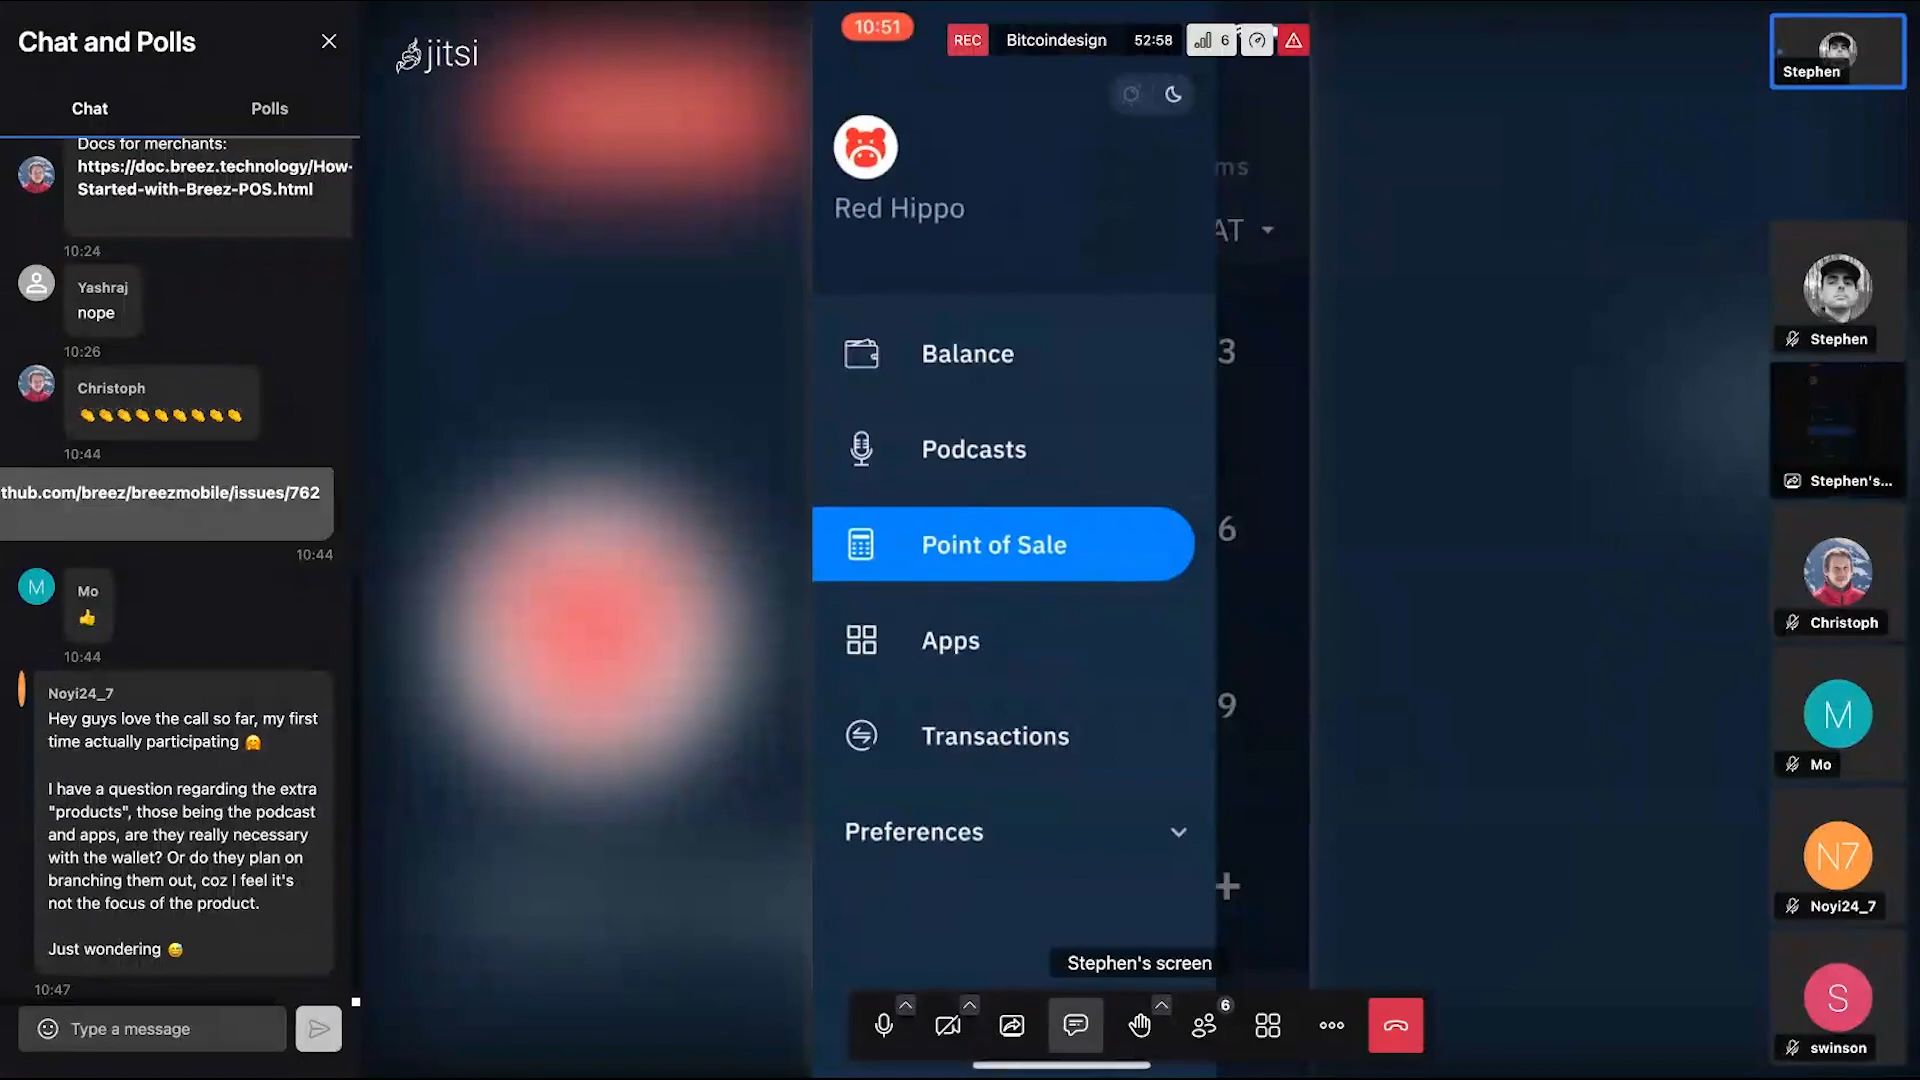 Chat and Polls
Chat
Polls
Docs for merchants:
https://doc.breez.technology/How-
Started-with-Breez-POS.html
10:24
Yashraj
nope
10:26
Christoph
10:44
thub.com/breez/breezmobile/issues/762
10:44
M
Mo
10:44
Noyi24_7
Hey guys love the call so far, my first
time actually participating 🤗
I have a question regarding the extra
"products", those being the podcast
and apps, are they really necessary
with the wallet? Or do they plan on
branching them out, coz I feel it's
not the focus of the product.
Just wondering 😅
10:47
Type a message
jitsi
10:51
REC
Bitcoindesign
52:58
6
Red Hippo
ms
AT
Balance
3
Podcasts
Point of Sale
6
Apps
Transactions
9
Preferences
+
Stephen's screen
6
Stephen
Stephen
Stephen's...
Christoph
M
Mo
N7
Noyi24_7
S
swinson